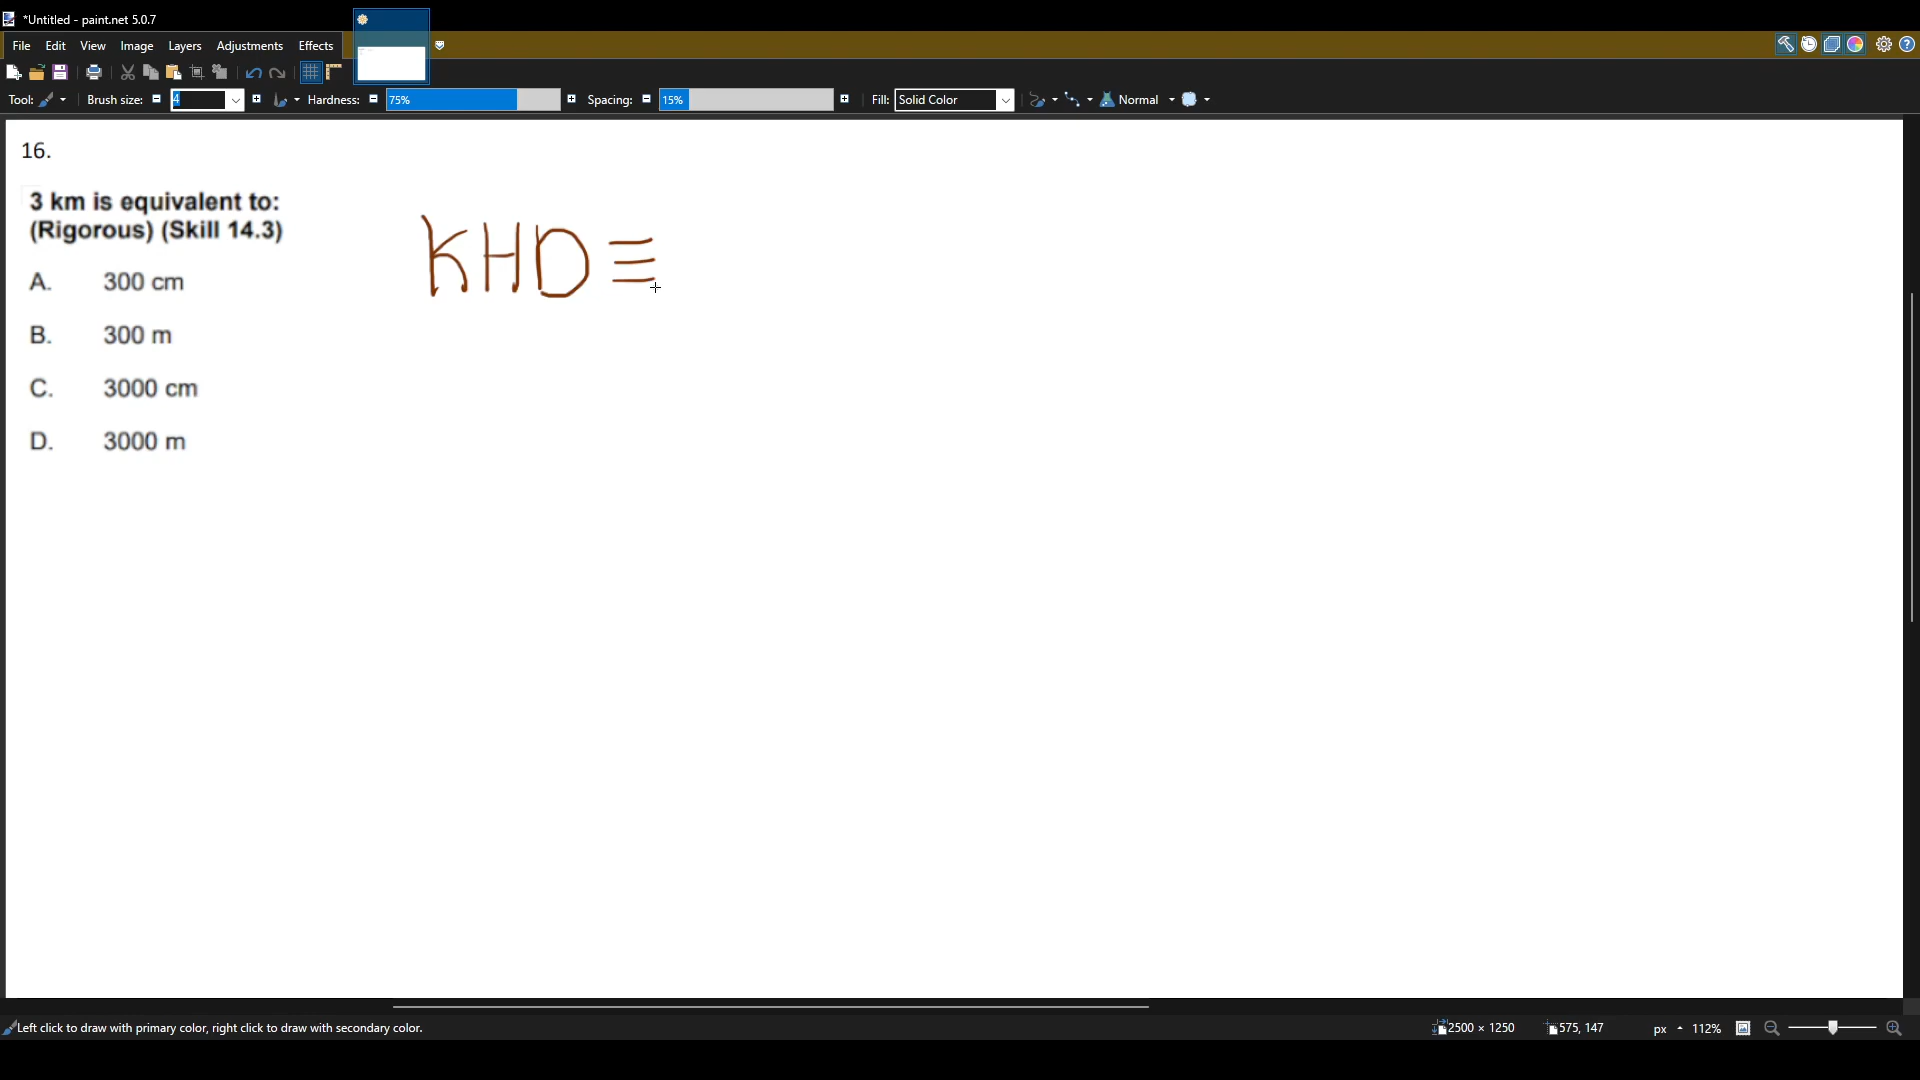 *Untitled - paint.net 5.0.7
File Edit View Image Layers Adjustments Effects
Tool: Brush size: 4 Hardness: 75% Spacing: 15% Fill: Solid Color Normal
16.
3 km is equivalent to:
(Rigorous) (Skill 14.3)
A. 300 cm
B. 300 m
C. 3000 cm
D. 3000 m
KHD≡
Left click to draw with primary color, right click to draw with secondary color.
2500 × 1250 575, 147 px 112%